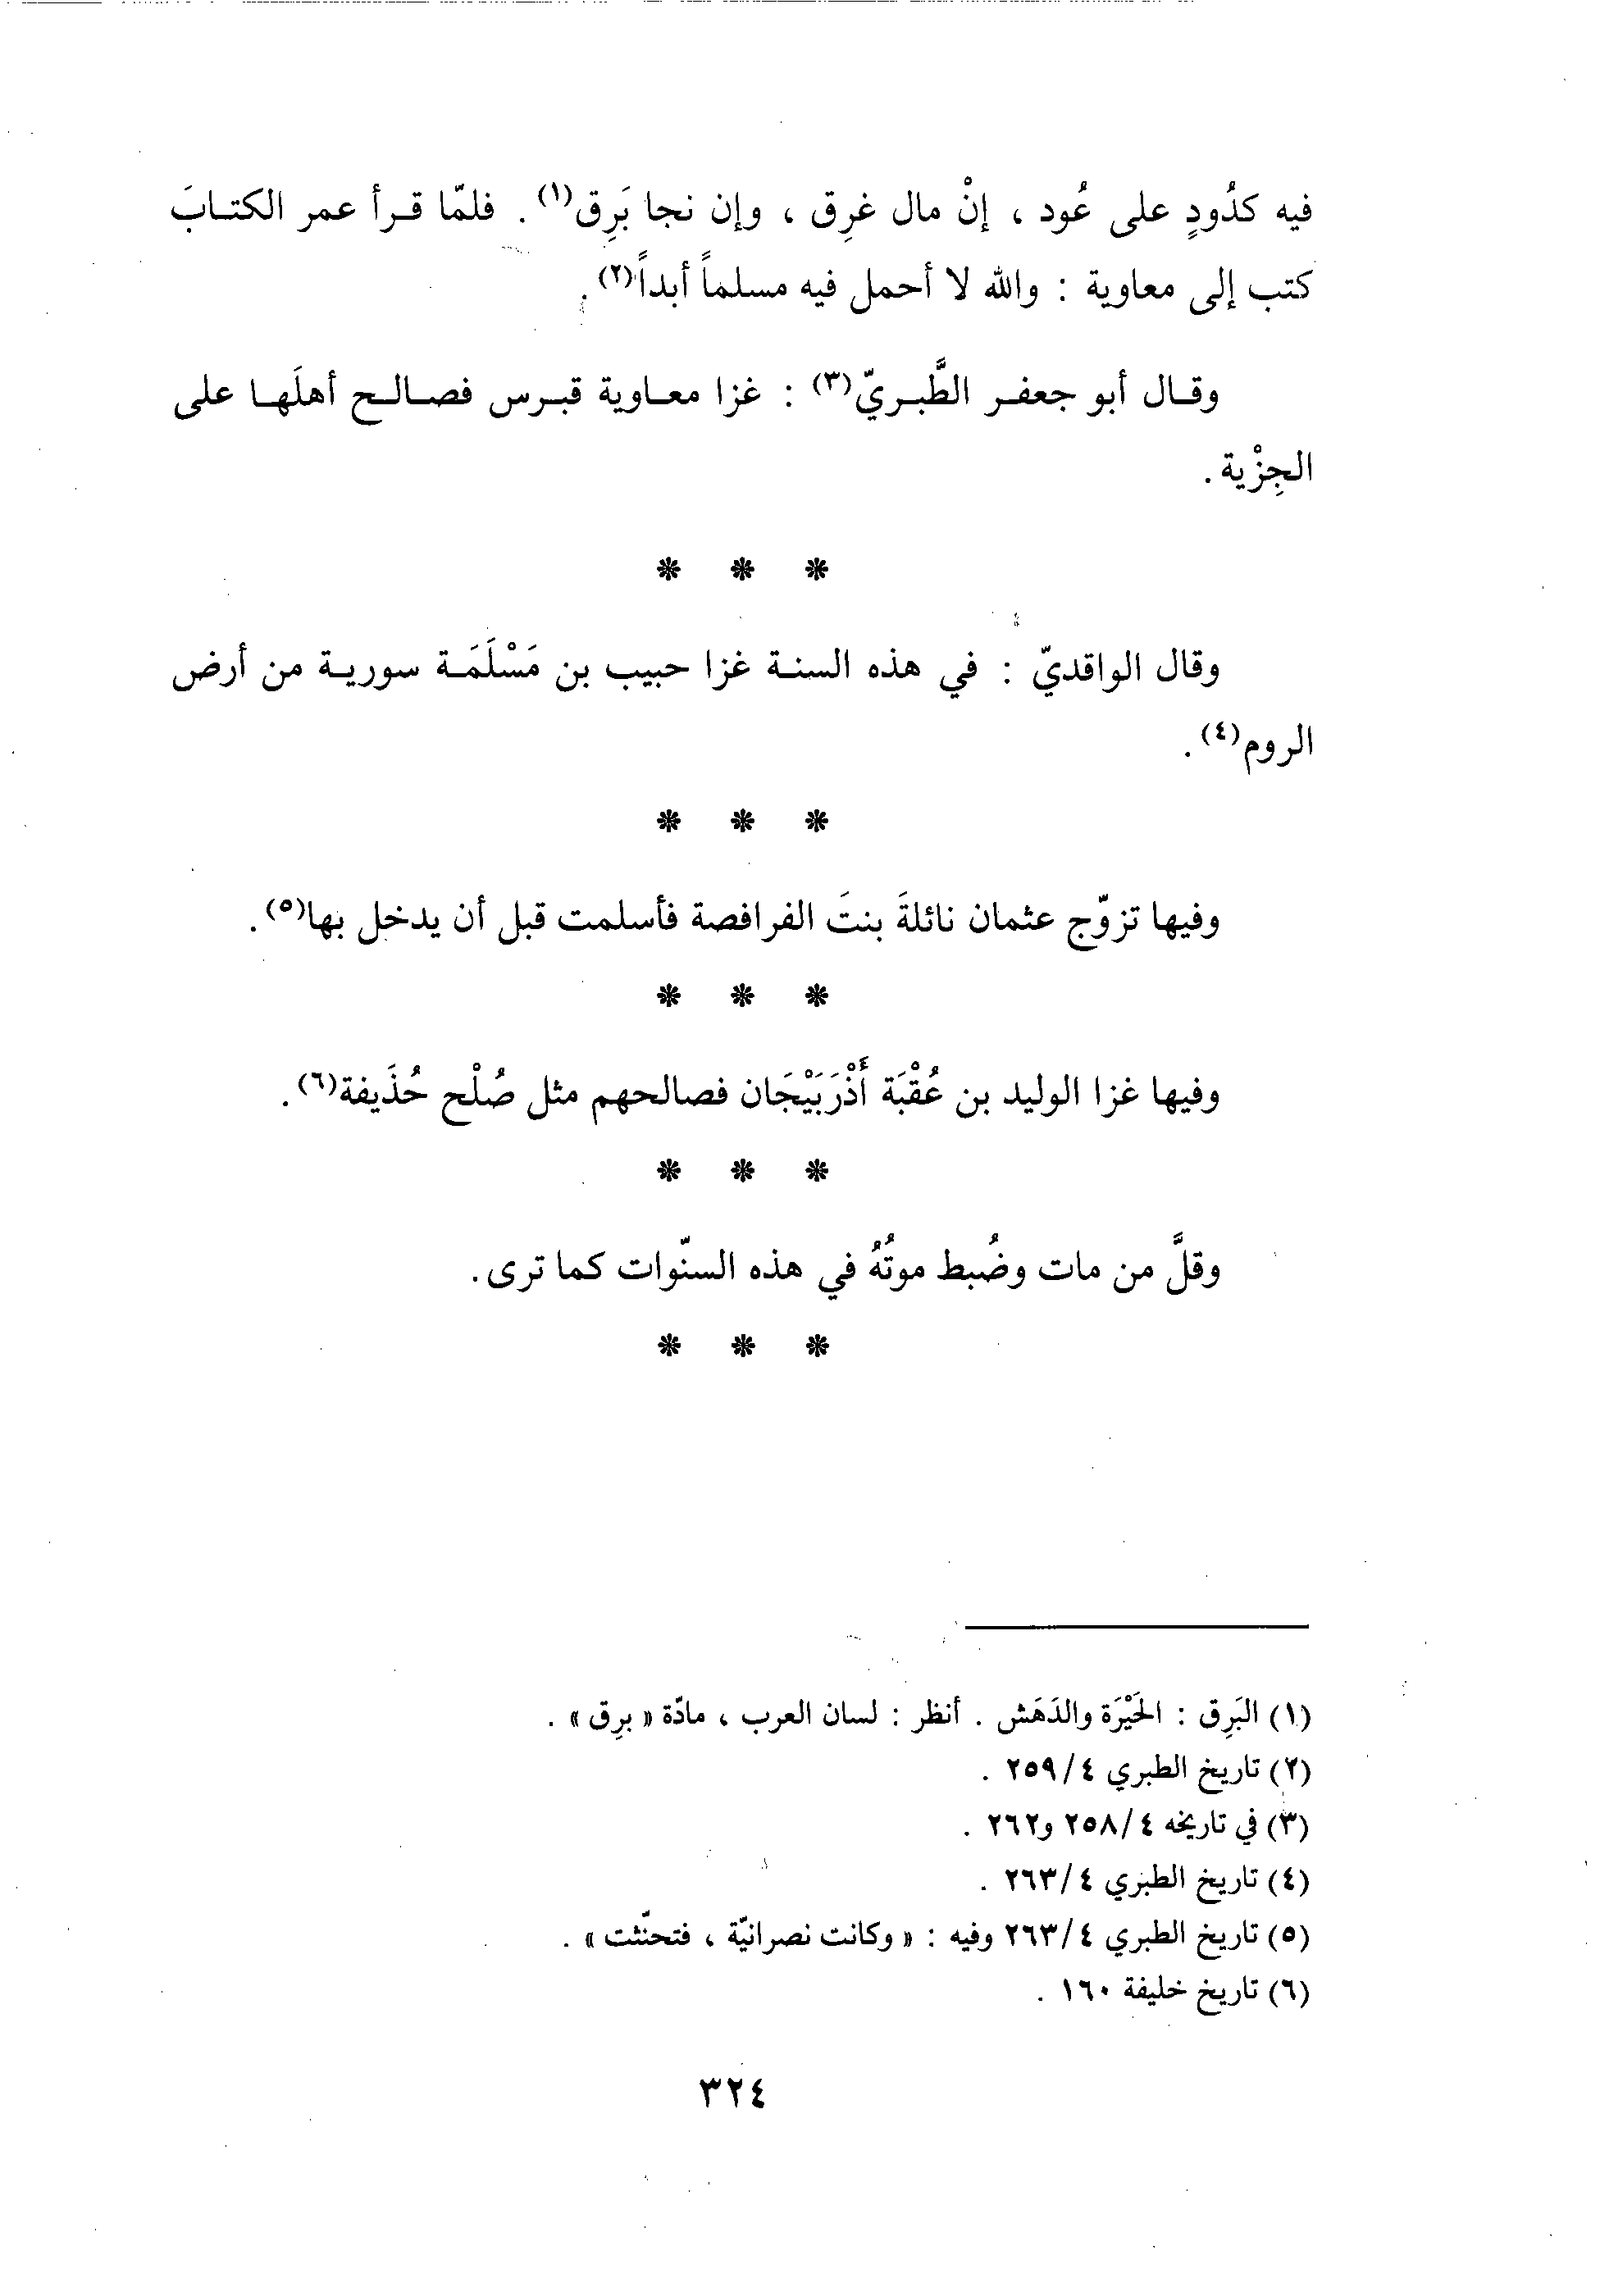 فيه كدُودٍ على عُود ، إنْ مال غرِق ، وإن نجا بَرِق(١) . فلمّا قرأ عمر الكتابَ
كتب إلى معاوية : والله لا أحمل فيه مسلماً أبداً(٢).
وقال أبو جعفر الطَّبريّ(٣) : غزا معاوية قبرس فصالح أهلَها على
الجِزْية .
* * *
وقال الواقديّ : في هذه السنة غزا حبيب بن مَسْلَمَة سورية من أرض
الروم(٤) .
* * *
وفيها تزوّج عثمان نائلةَ بنتَ الفرافصة فأسلمت قبل أن يدخل بها(٥) .
* * *
وفيها غزا الوليد بن عُقْبَة أَذْرَبَيْجَان فصالحهم مثل صُلْح حُذَيفة(٦) .
* * *
وقلَّ من مات وضُبط موتُهُ في هذه السنّوات كما ترى .
* * *
(١) البَرِق : الحَيْرَة والدَهَش . أنظر : لسان العرب ، مادّة « برِق » .
(٢) تاريخ الطبري ٤/ ٢٥٩ .
(٣) في تاريخه ٤/ ٢٥٨ و٢٦٢ .
(٤) تاريخ الطبري ٤/ ٢٦٣ .
(٥) تاريخ الطبري ٤/ ٢٦٣ وفيه : « وكانت نصرانيّة ، فتحنّثت » .
(٦) تاريخ خليفة ١٦٠ .
٣٢٤